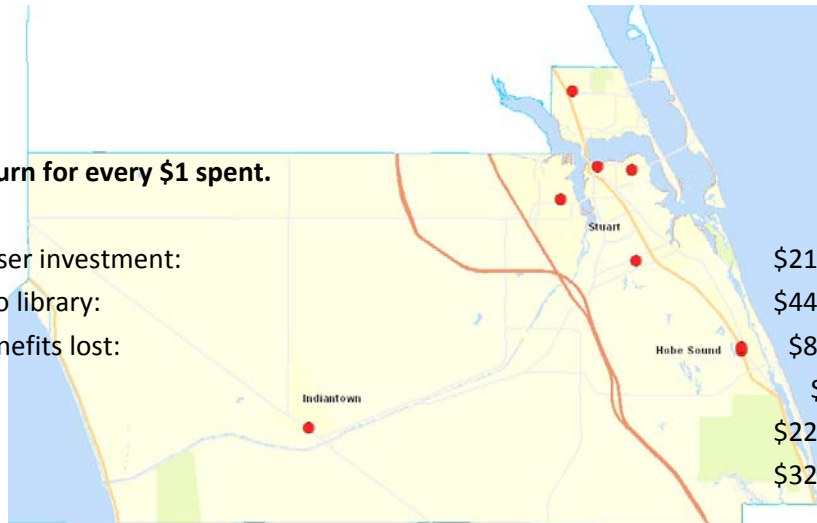 urn for every $1 spent.
Stuart
ser investment: $21
o library: $44
nefits lost: $8
Hobe Sound
$
Indiantown
$22
$32